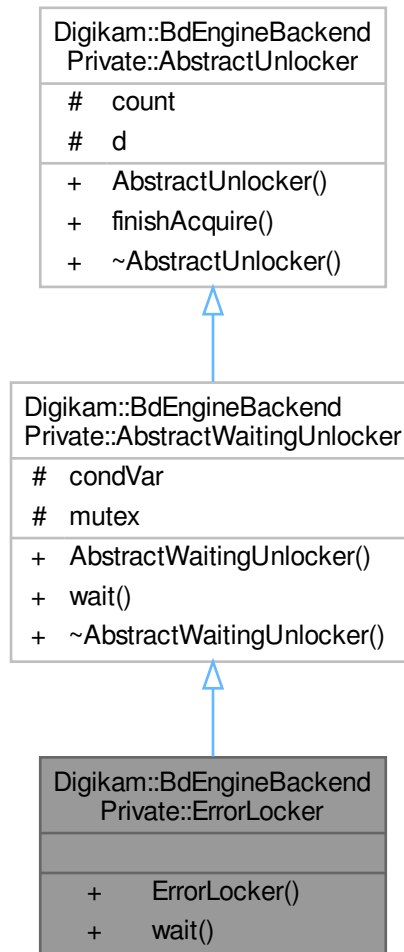 Digikam::BdEngineBackend
Private::AbstractUnlocker
# count
# d
+ AbstractUnlocker()
+ finishAcquire()
+ ~AbstractUnlocker()
Digikam::BdEngineBackend
Private::AbstractWaitingUnlocker
# condVar
# mutex
+ AbstractWaitingUnlocker()
+ wait()
+ ~AbstractWaitingUnlocker()
Digikam::BdEngineBackend
Private::ErrorLocker
+ ErrorLocker()
+ wait()